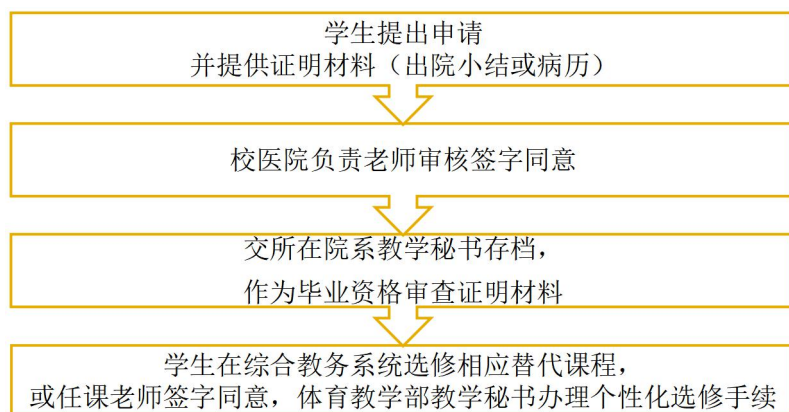 学生提出申请
并提供证明材料（出院小结或病历）
校医院负责老师审核签字同意
交所在院系教学秘书存档，
作为毕业资格审查证明材料
学生在综合教务系统选修相应替代课程，
或任课老师签字同意，体育教学部教学秘书办理个性化选修手续